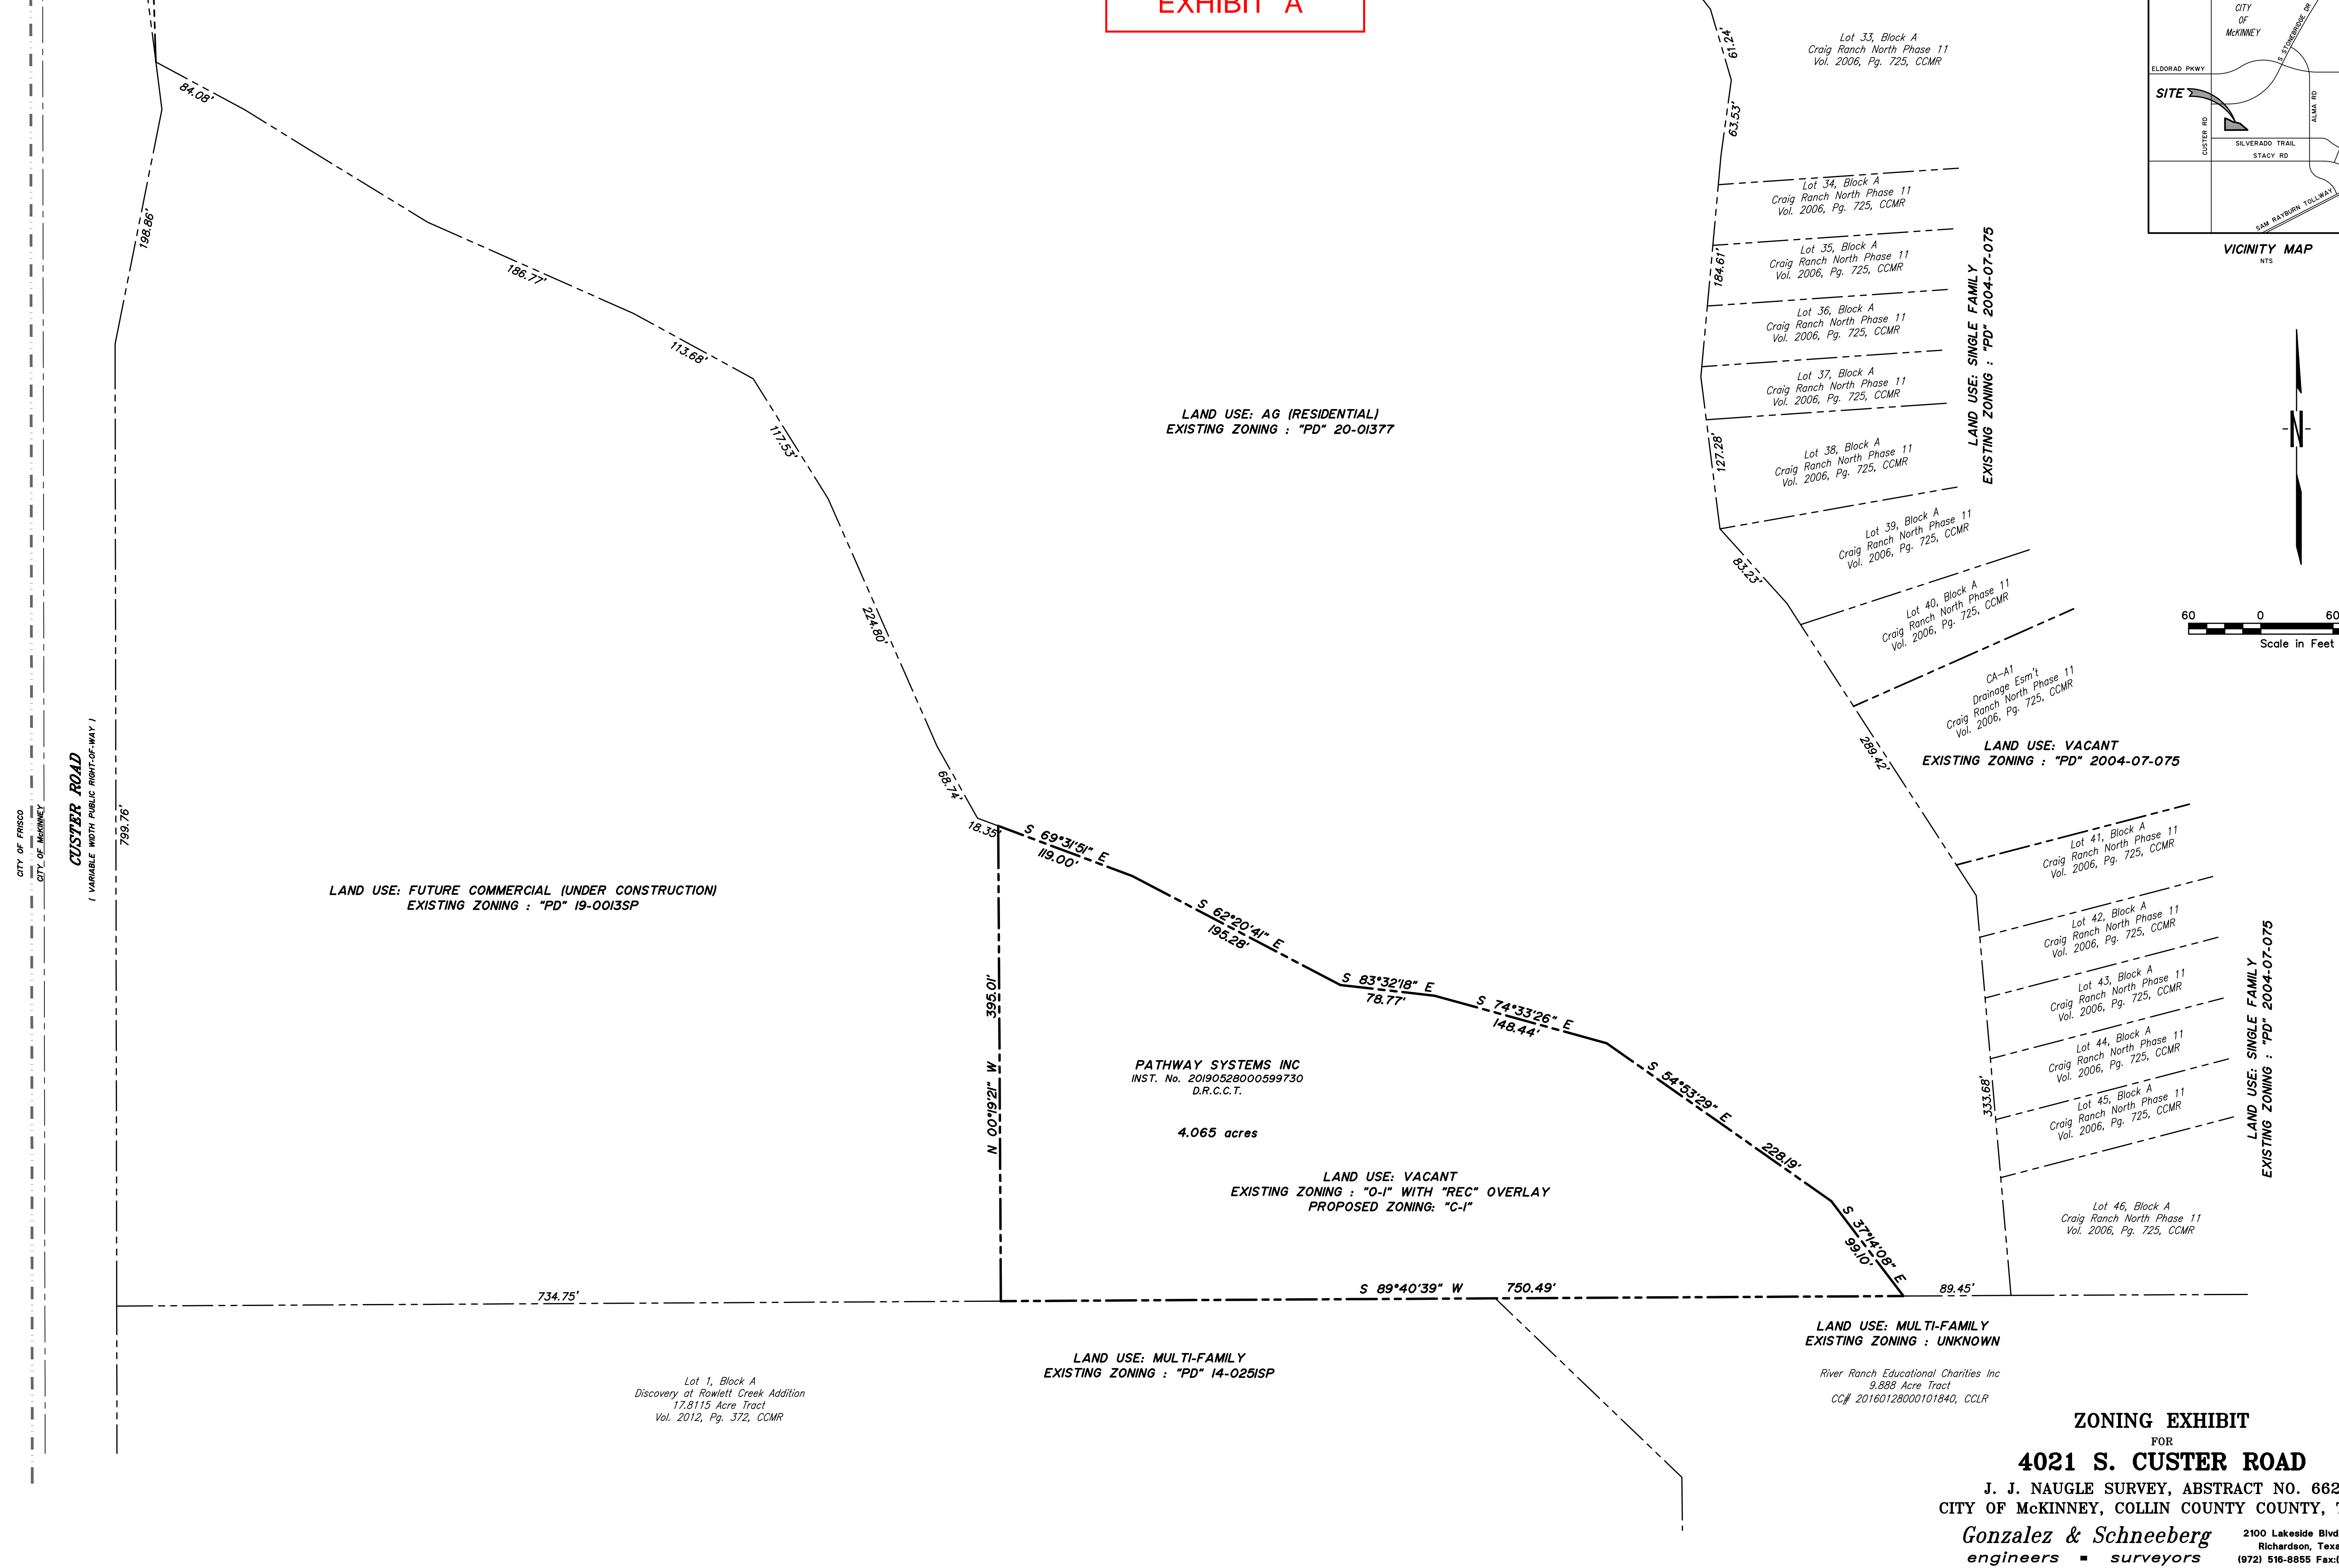 EXHIBIT A
84.08'
198.86'
186.77'
113.68'
117.53'
224.80'
68.74'
18.35'
799.76'
CITY OF FRISCO
CITY OF McKINNEY
CUSTER ROAD
( VARIABLE WIDTH PUBLIC RIGHT-OF-WAY )
LAND USE: FUTURE COMMERCIAL (UNDER CONSTRUCTION)
EXISTING ZONING : "PD" 19-0013SP
LAND USE: AG (RESIDENTIAL)
EXISTING ZONING : "PD" 20-01377
61.24'
63.53'
184.61'
127.28'
83.23'
289.42'
333.68'
Lot 33, Block A
Craig Ranch North Phase 11
Vol. 2006, Pg. 725, CCMR
Lot 34, Block A
Craig Ranch North Phase 11
Vol. 2006, Pg. 725, CCMR
Lot 35, Block A
Craig Ranch North Phase 11
Vol. 2006, Pg. 725, CCMR
Lot 36, Block A
Craig Ranch North Phase 11
Vol. 2006, Pg. 725, CCMR
Lot 37, Block A
Craig Ranch North Phase 11
Vol. 2006, Pg. 725, CCMR
Lot 38, Block A
Craig Ranch North Phase 11
Vol. 2006, Pg. 725, CCMR
Lot 39, Block A
Craig Ranch North Phase 11
Vol. 2006, Pg. 725, CCMR
Lot 40, Block A
Craig Ranch North Phase 11
Vol. 2006, Pg. 725, CCMR
CA-A1
Drainage Esm't
Craig Ranch North Phase 11
Vol. 2006, Pg. 725, CCMR
LAND USE: SINGLE FAMILY
EXISTING ZONING : "PD" 2004-07-075
LAND USE: VACANT
EXISTING ZONING : "PD" 2004-07-075
Lot 41, Block A
Craig Ranch North Phase 11
Vol. 2006, Pg. 725, CCMR
Lot 42, Block A
Craig Ranch North Phase 11
Vol. 2006, Pg. 725, CCMR
Lot 43, Block A
Craig Ranch North Phase 11
Vol. 2006, Pg. 725, CCMR
Lot 44, Block A
Craig Ranch North Phase 11
Vol. 2006, Pg. 725, CCMR
Lot 45, Block A
Craig Ranch North Phase 11
Vol. 2006, Pg. 725, CCMR
Lot 46, Block A
Craig Ranch North Phase 11
Vol. 2006, Pg. 725, CCMR
LAND USE: SINGLE FAMILY
EXISTING ZONING : "PD" 2004-07-075
CITY
OF
McKINNEY
S STONEBRIDGE DR
ELDORAD PKWY
SITE
CUSTER RD
ALMA RD
SILVERADO TRAIL
STACY RD
SAM RAYBURN TOLLWAY
VICINITY MAP
NTS
N
60 0 60
Scale in Feet
S 69°31'51" E
119.00'
S 62°20'41" E
195.28'
S 83°32'18" E
78.77'
S 74°33'26" E
148.44'
S 54°53'29" E
228.19'
S 37°14'08" E
99.10'
N 00°19'21" W
395.01'
PATHWAY SYSTEMS INC
INST. No. 20190528000599730
D.R.C.C.T.
4.065 acres
LAND USE: VACANT
EXISTING ZONING : "O-1" WITH "REC" OVERLAY
PROPOSED ZONING: "C-1"
734.75'
S 89°40'39" W 750.49'
89.45'
LAND USE: MULTI-FAMILY
EXISTING ZONING : "PD" 14-0251SP
Lot 1, Block A
Discovery at Rowlett Creek Addition
17.8115 Acre Tract
Vol. 2012, Pg. 372, CCMR
LAND USE: MULTI-FAMILY
EXISTING ZONING : UNKNOWN
River Ranch Educational Charities Inc
9.888 Acre Tract
CC# 20160128000101840, CCLR
ZONING EXHIBIT
FOR
4021 S. CUSTER ROAD
J. J. NAUGLE SURVEY, ABSTRACT NO. 662
CITY OF McKINNEY, COLLIN COUNTY COUNTY,
Gonzalez & Schneeberg
engineers ▪ surveyors
2100 Lakeside Blvd
Richardson, Texa
(972) 516-8855 Fax: